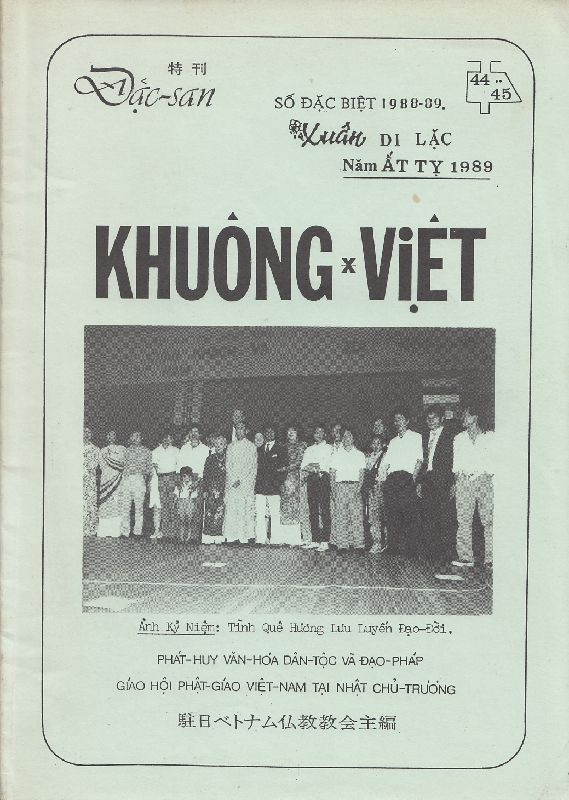 特刊
Đặc-san
SỐ ĐẶC BIỆT 1988-89.
44..
45
Xuân DI LẶC
Năm ẤT TỴ 1989
KHUÔNG * VIỆT
Ảnh Kỷ Niệm: Tình Quê Hương Lưu Luyến Đạo-Đời.
PHÁT-HUY VĂN-HÓA DÂN-TỘC VÀ ĐẠO-PHÁP
GIÁO HỘI PHẬT-GIÁO VIỆT-NAM TẠI NHẬT CHỦ-TRƯƠNG
駐日ベトナム仏教教会主編